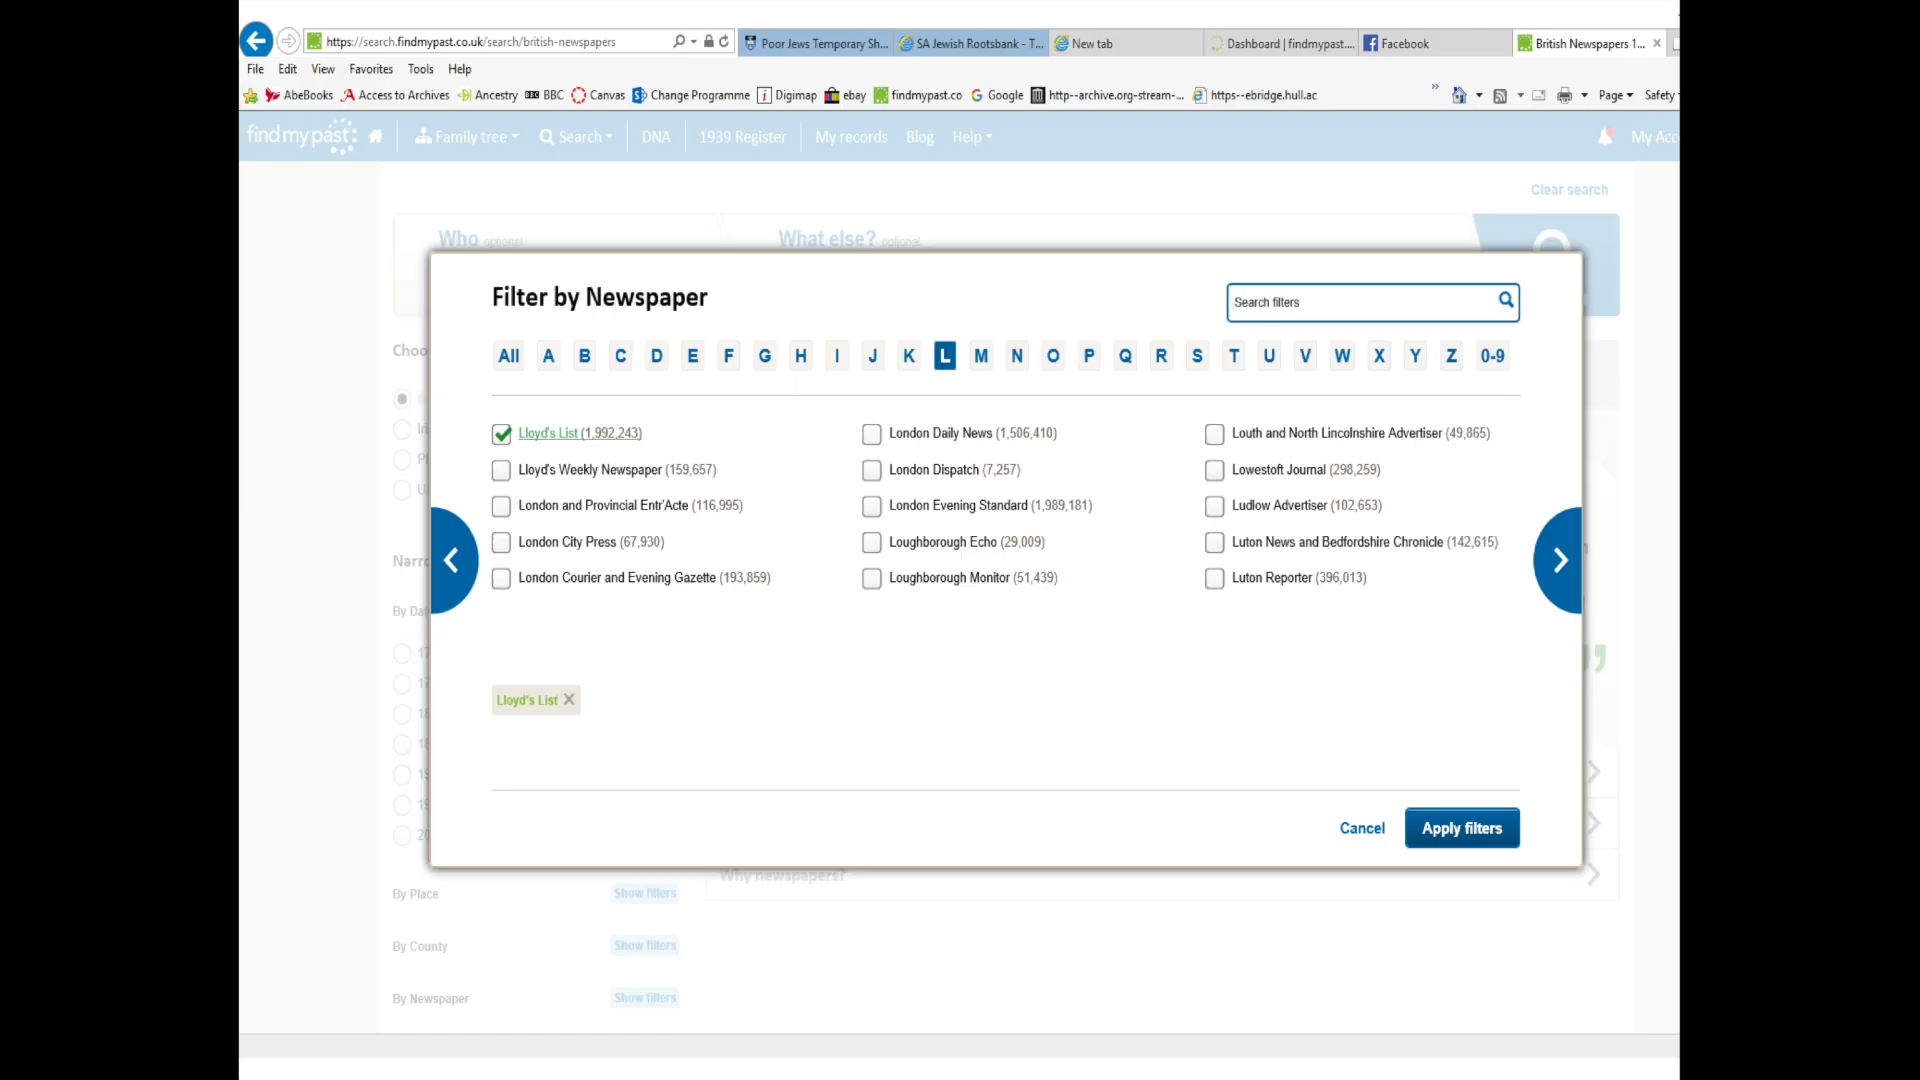 https://search.findmypast.co.uk/search/british-newspapers
Poor Jews Temporary Sh...
SA Jewish Rootsbank - T...
New tab
Dashboard | findmypast....
Facebook
British Newspapers 1...
File Edit View Favorites Tools Help
AbeBooks Access to Archives Ancestry BBC BBC Canvas Change Programme Digimap ebay findmypast.co Google http--archive.org-stream-... https--ebridge.hull.ac
Page Safety
findmypast Family tree Search DNA 1939 Register My records Blog Help My Acc
Clear search
Who optional What else? optional
Filter by Newspaper
Search filters
All A B C D E F G H I J K L M N O P Q R S T U V W X Y Z 0-9
Choo
Lloyd's List (1,992,243)
Lloyd's Weekly Newspaper (159,657)
London and Provincial Entr'Acte (116,995)
London City Press (67,930)
London Courier and Evening Gazette (193,859)
London Daily News (1,506,410)
London Dispatch (7,257)
London Evening Standard (1,989,181)
Loughborough Echo (29,009)
Loughborough Monitor (51,439)
Louth and North Lincolnshire Advertiser (49,865)
Lowestoft Journal (298,259)
Ludlow Advertiser (102,653)
Luton News and Bedfordshire Chronicle (142,615)
Luton Reporter (396,013)
Narro
By Da
Lloyd's List
Cancel Apply filters
Why newspapers?
By Place Show filters
By County Show filters
By Newspaper Show filters